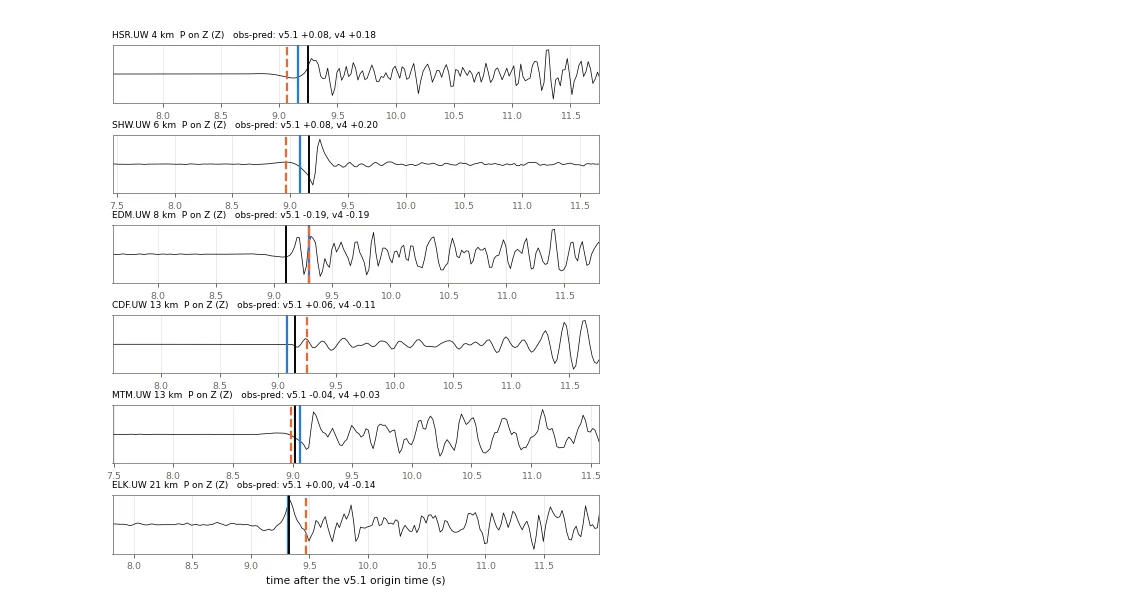 HSR.UW 4 km  P on Z (Z)   obs-pred: v5.1 +0.08, v4 +0.18
8.0 8.5 9.0 9.5 10.0 10.5 11.0 11.5
SHW.UW 6 km  P on Z (Z)   obs-pred: v5.1 +0.08, v4 +0.20
7.5 8.0 8.5 9.0 9.5 10.0 10.5 11.0 11.5
EDM.UW 8 km  P on Z (Z)   obs-pred: v5.1 -0.19, v4 -0.19
8.0 8.5 9.0 9.5 10.0 10.5 11.0 11.5
CDF.UW 13 km  P on Z (Z)   obs-pred: v5.1 +0.06, v4 -0.11
8.0 8.5 9.0 9.5 10.0 10.5 11.0 11.5
MTM.UW 13 km  P on Z (Z)   obs-pred: v5.1 -0.04, v4 +0.03
7.5 8.0 8.5 9.0 9.5 10.0 10.5 11.0 11.5
ELK.UW 21 km  P on Z (Z)   obs-pred: v5.1 +0.00, v4 -0.14
8.0 8.5 9.0 9.5 10.0 10.5 11.0 11.5
time after the v5.1 origin time (s)